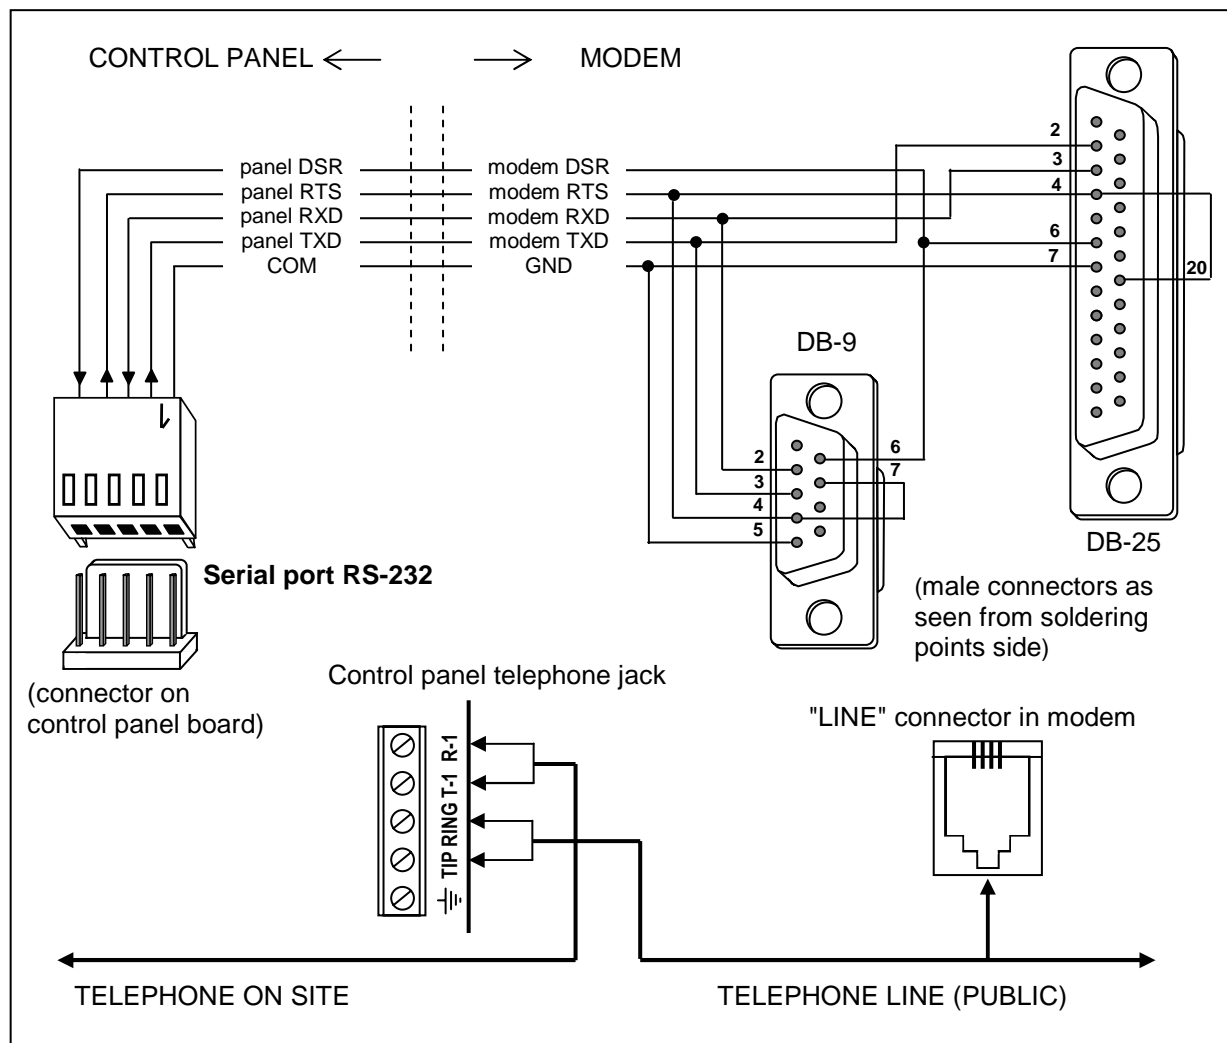 CONTROL PANEL
MODEM
panel DSR
modem DSR
panel RTS
modem RTS
panel RXD
modem RXD
panel TXD
modem TXD
COM
GND
2
3
4
6
7
20
DB-25
DB-9
2
3
4
5
6
7
(male connectors as
seen from soldering
points side)
Serial port RS-232
(connector on
control panel board)
Control panel telephone jack
R-1
T-1
RING
TIP
"LINE" connector in modem
TELEPHONE ON SITE
TELEPHONE LINE (PUBLIC)